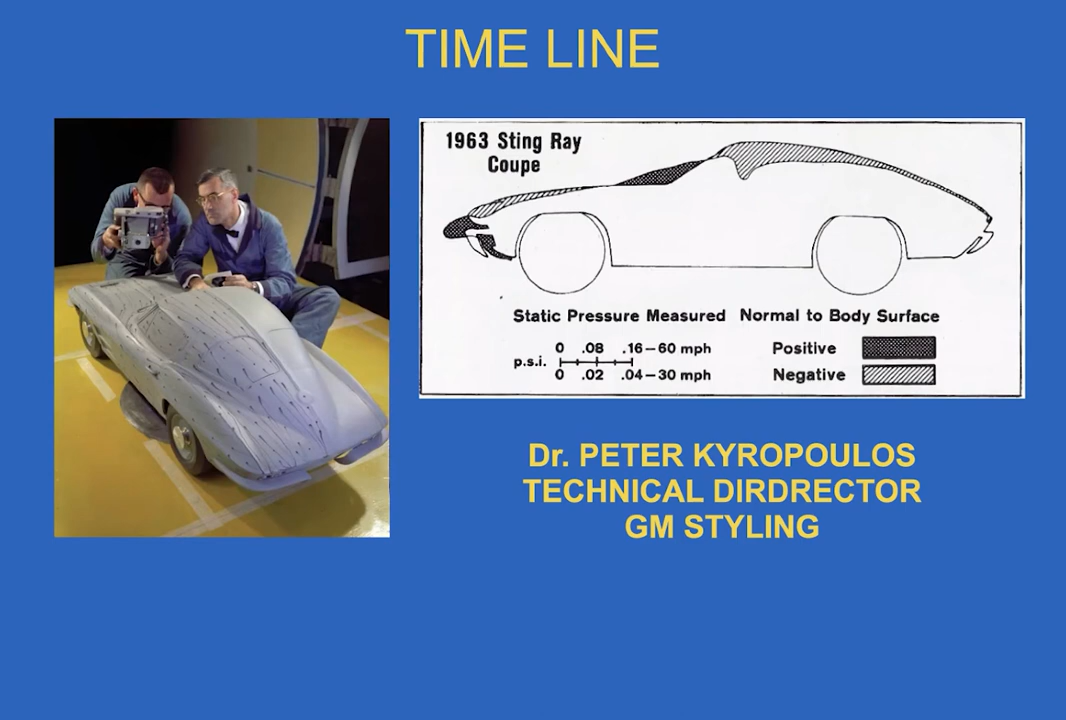 TIME LINE
1963 Sting Ray
Coupe
Static Pressure Measured Normal to Body Surface
p.s.i. 0 .08 .16–60 mph
0 .02 .04–30 mph
Positive
Negative
Dr. PETER KYROPOULOS
TECHNICAL DIRDRECTOR
GM STYLING